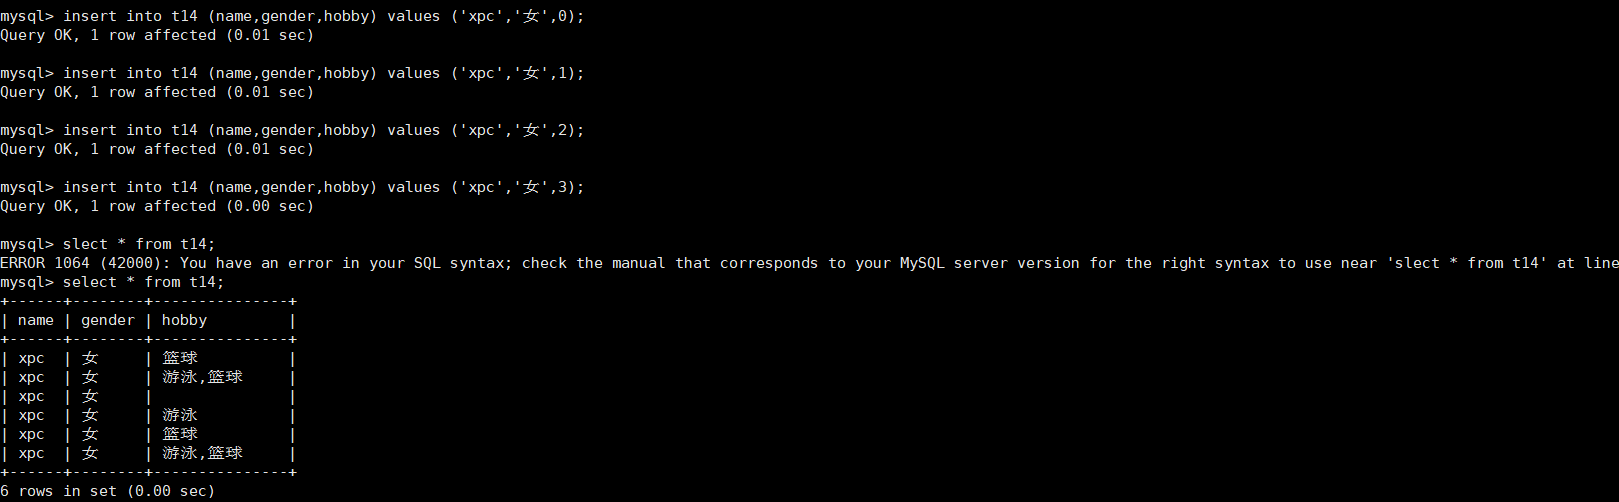 mysql> insert into t14 (name,gender,hobby) values ('xpc','女',0);
Query OK, 1 row affected (0.01 sec)
mysql> insert into t14 (name,gender,hobby) values ('xpc','女',1);
Query OK, 1 row affected (0.01 sec)
mysql> insert into t14 (name,gender,hobby) values ('xpc','女',2);
Query OK, 1 row affected (0.01 sec)
mysql> insert into t14 (name,gender,hobby) values ('xpc','女',3);
Query OK, 1 row affected (0.00 sec)
mysql> slect * from t14;
ERROR 1064 (42000): You have an error in your SQL syntax; check the manual that corresponds to your MySQL server version for the right syntax to use near 'slect * from t14' at line
mysql> select * from t14;
+------+--------+---------------+
| name | gender | hobby         |
+------+--------+---------------+
| xpc  | 女     | 篮球          |
| xpc  | 女     | 游泳,篮球     |
| xpc  | 女     |               |
| xpc  | 女     | 游泳          |
| xpc  | 女     | 篮球          |
| xpc  | 女     | 游泳,篮球     |
+------+--------+---------------+
6 rows in set (0.00 sec)